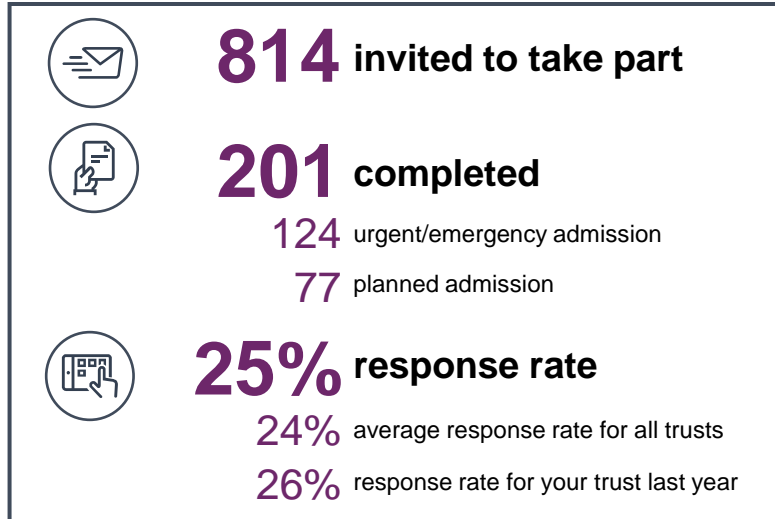 814 invited to take part
201 completed
124 urgent/emergency admission
77 planned admission
25% response rate
24% average response rate for all trusts
26% response rate for your trust last year